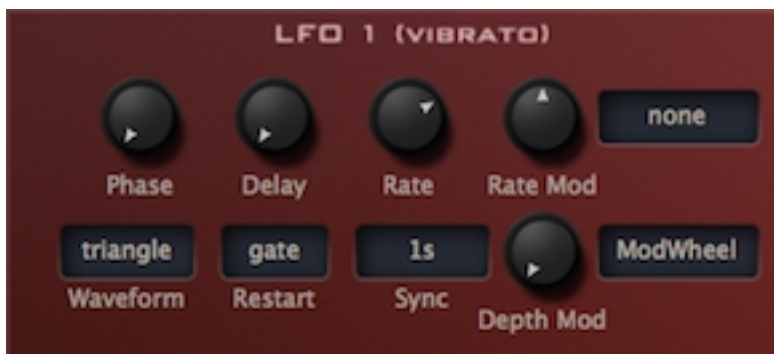 LFO 1 (VIBRATO)
none
Phase Delay Rate Rate Mod
triangle gate 1s ModWheel
Waveform Restart Sync
Depth Mod